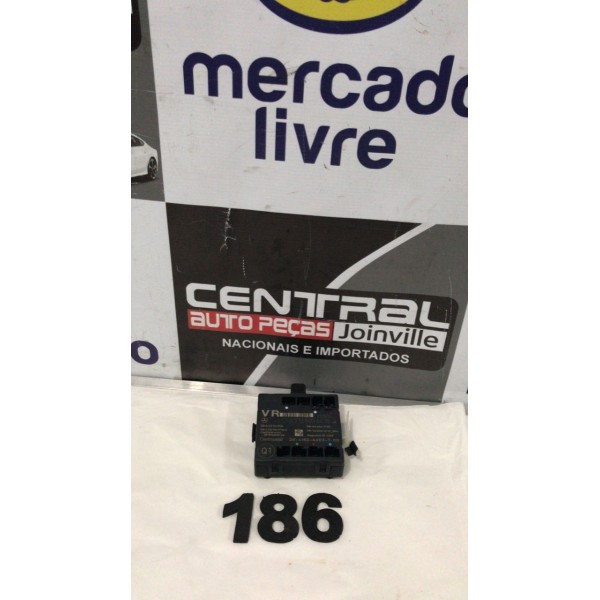 mercado
livre
CENTRAL
AUTO PEÇAS Joinville
NACIONAIS E IMPORTADOS
VR
G1
186